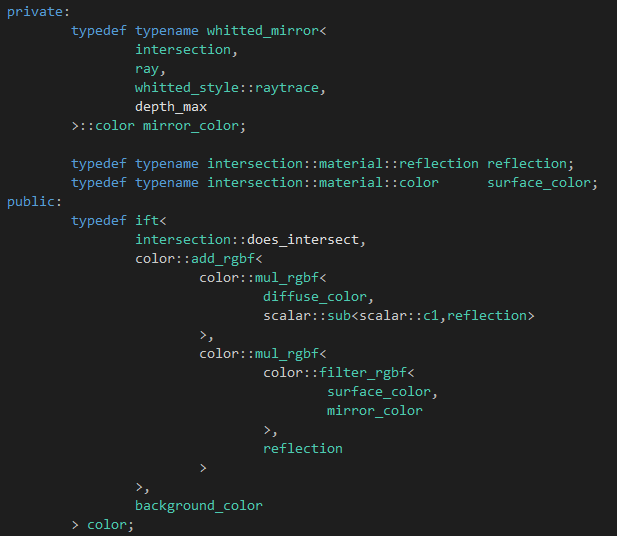 private:
        typedef typename whitted_mirror<
                intersection,
                ray,
                whitted_style::raytrace,
                depth_max
        >::color mirror_color;

        typedef typename intersection::material::reflection reflection;
        typedef typename intersection::material::color      surface_color;
public:
        typedef ift<
                intersection::does_intersect,
                color::add_rgbf<
                        color::mul_rgbf<
                                diffuse_color,
                                scalar::sub<scalar::c1,reflection>
                        >,
                        color::mul_rgbf<
                                color::filter_rgbf<
                                        surface_color,
                                        mirror_color
                                >,
                                reflection
                        >
                >,
                background_color
        > color;